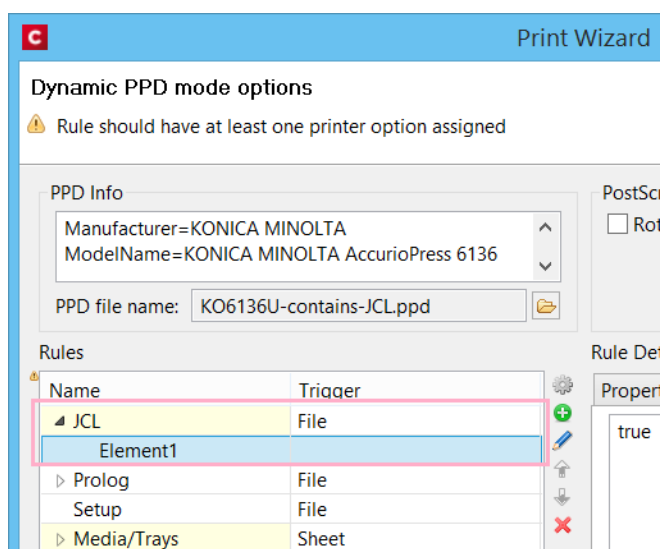 Print Wizard
Dynamic PPD mode options
Rule should have at least one printer option assigned
PPD Info
PostScr
Manufacturer=KONICA MINOLTA
Rot
ModelName=KONICA MINOLTA AccurioPress 6136
PPD file name: KO6136U-contains-JCL.ppd
Rules
Rule Det
Name Trigger
Propert
JCL File
true
Element1
Prolog File
Setup File
Media/Trays Sheet